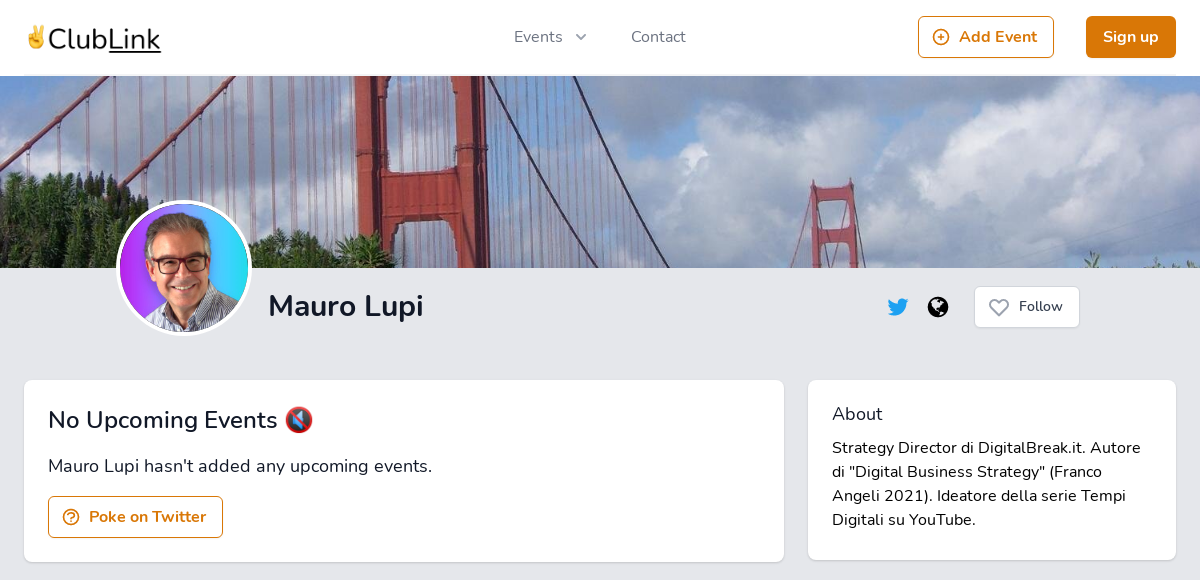 ✌️ClubLink
Events
Contact
Add Event
Sign up
Mauro Lupi
Follow
No Upcoming Events 🔇
Mauro Lupi hasn't added any upcoming events.
Poke on Twitter
About
Strategy Director di DigitalBreak.it. Autore
di "Digital Business Strategy" (Franco
Angeli 2021). Ideatore della serie Tempi
Digitali su YouTube.